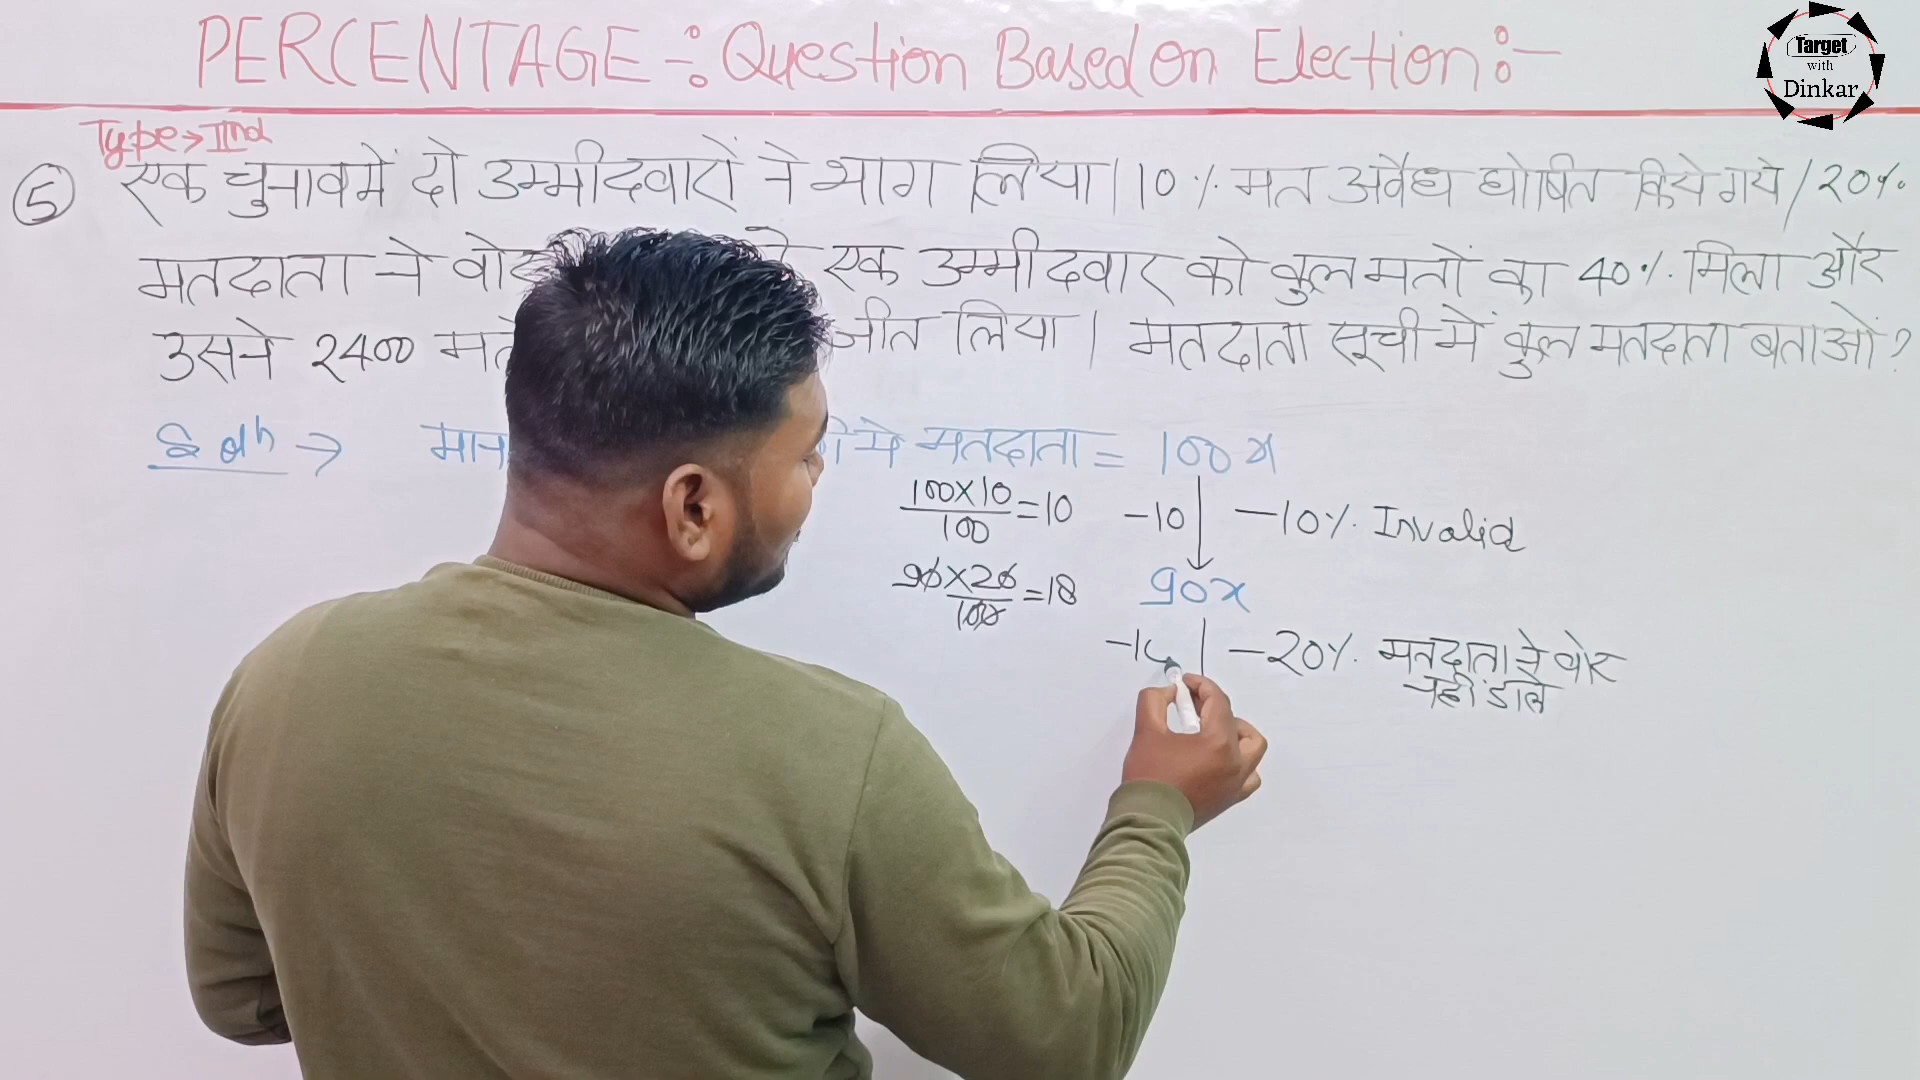 PERCENTAGE -: Question Based On Election :-
Target
with
Dinkar
Type → IInd
⑤ एक चुनाव में दो उम्मीदवारों ने भाग लिया। 10% मत अवैध घोषित किये गये / 20%
मतदाता ने एक उम्मीदवार को कुल मतों का 40% मिला और
उसने 2400 जीत लिया। मतदाता सूची में कुल मतदाता बताओं?
Solⁿ → मान मे मतदाता = 100x
100×10/100 = 10 -10 -10% Invalid
90×20/100 = 18 90x
-20% मतदाता ने वोट
नहीं डाले